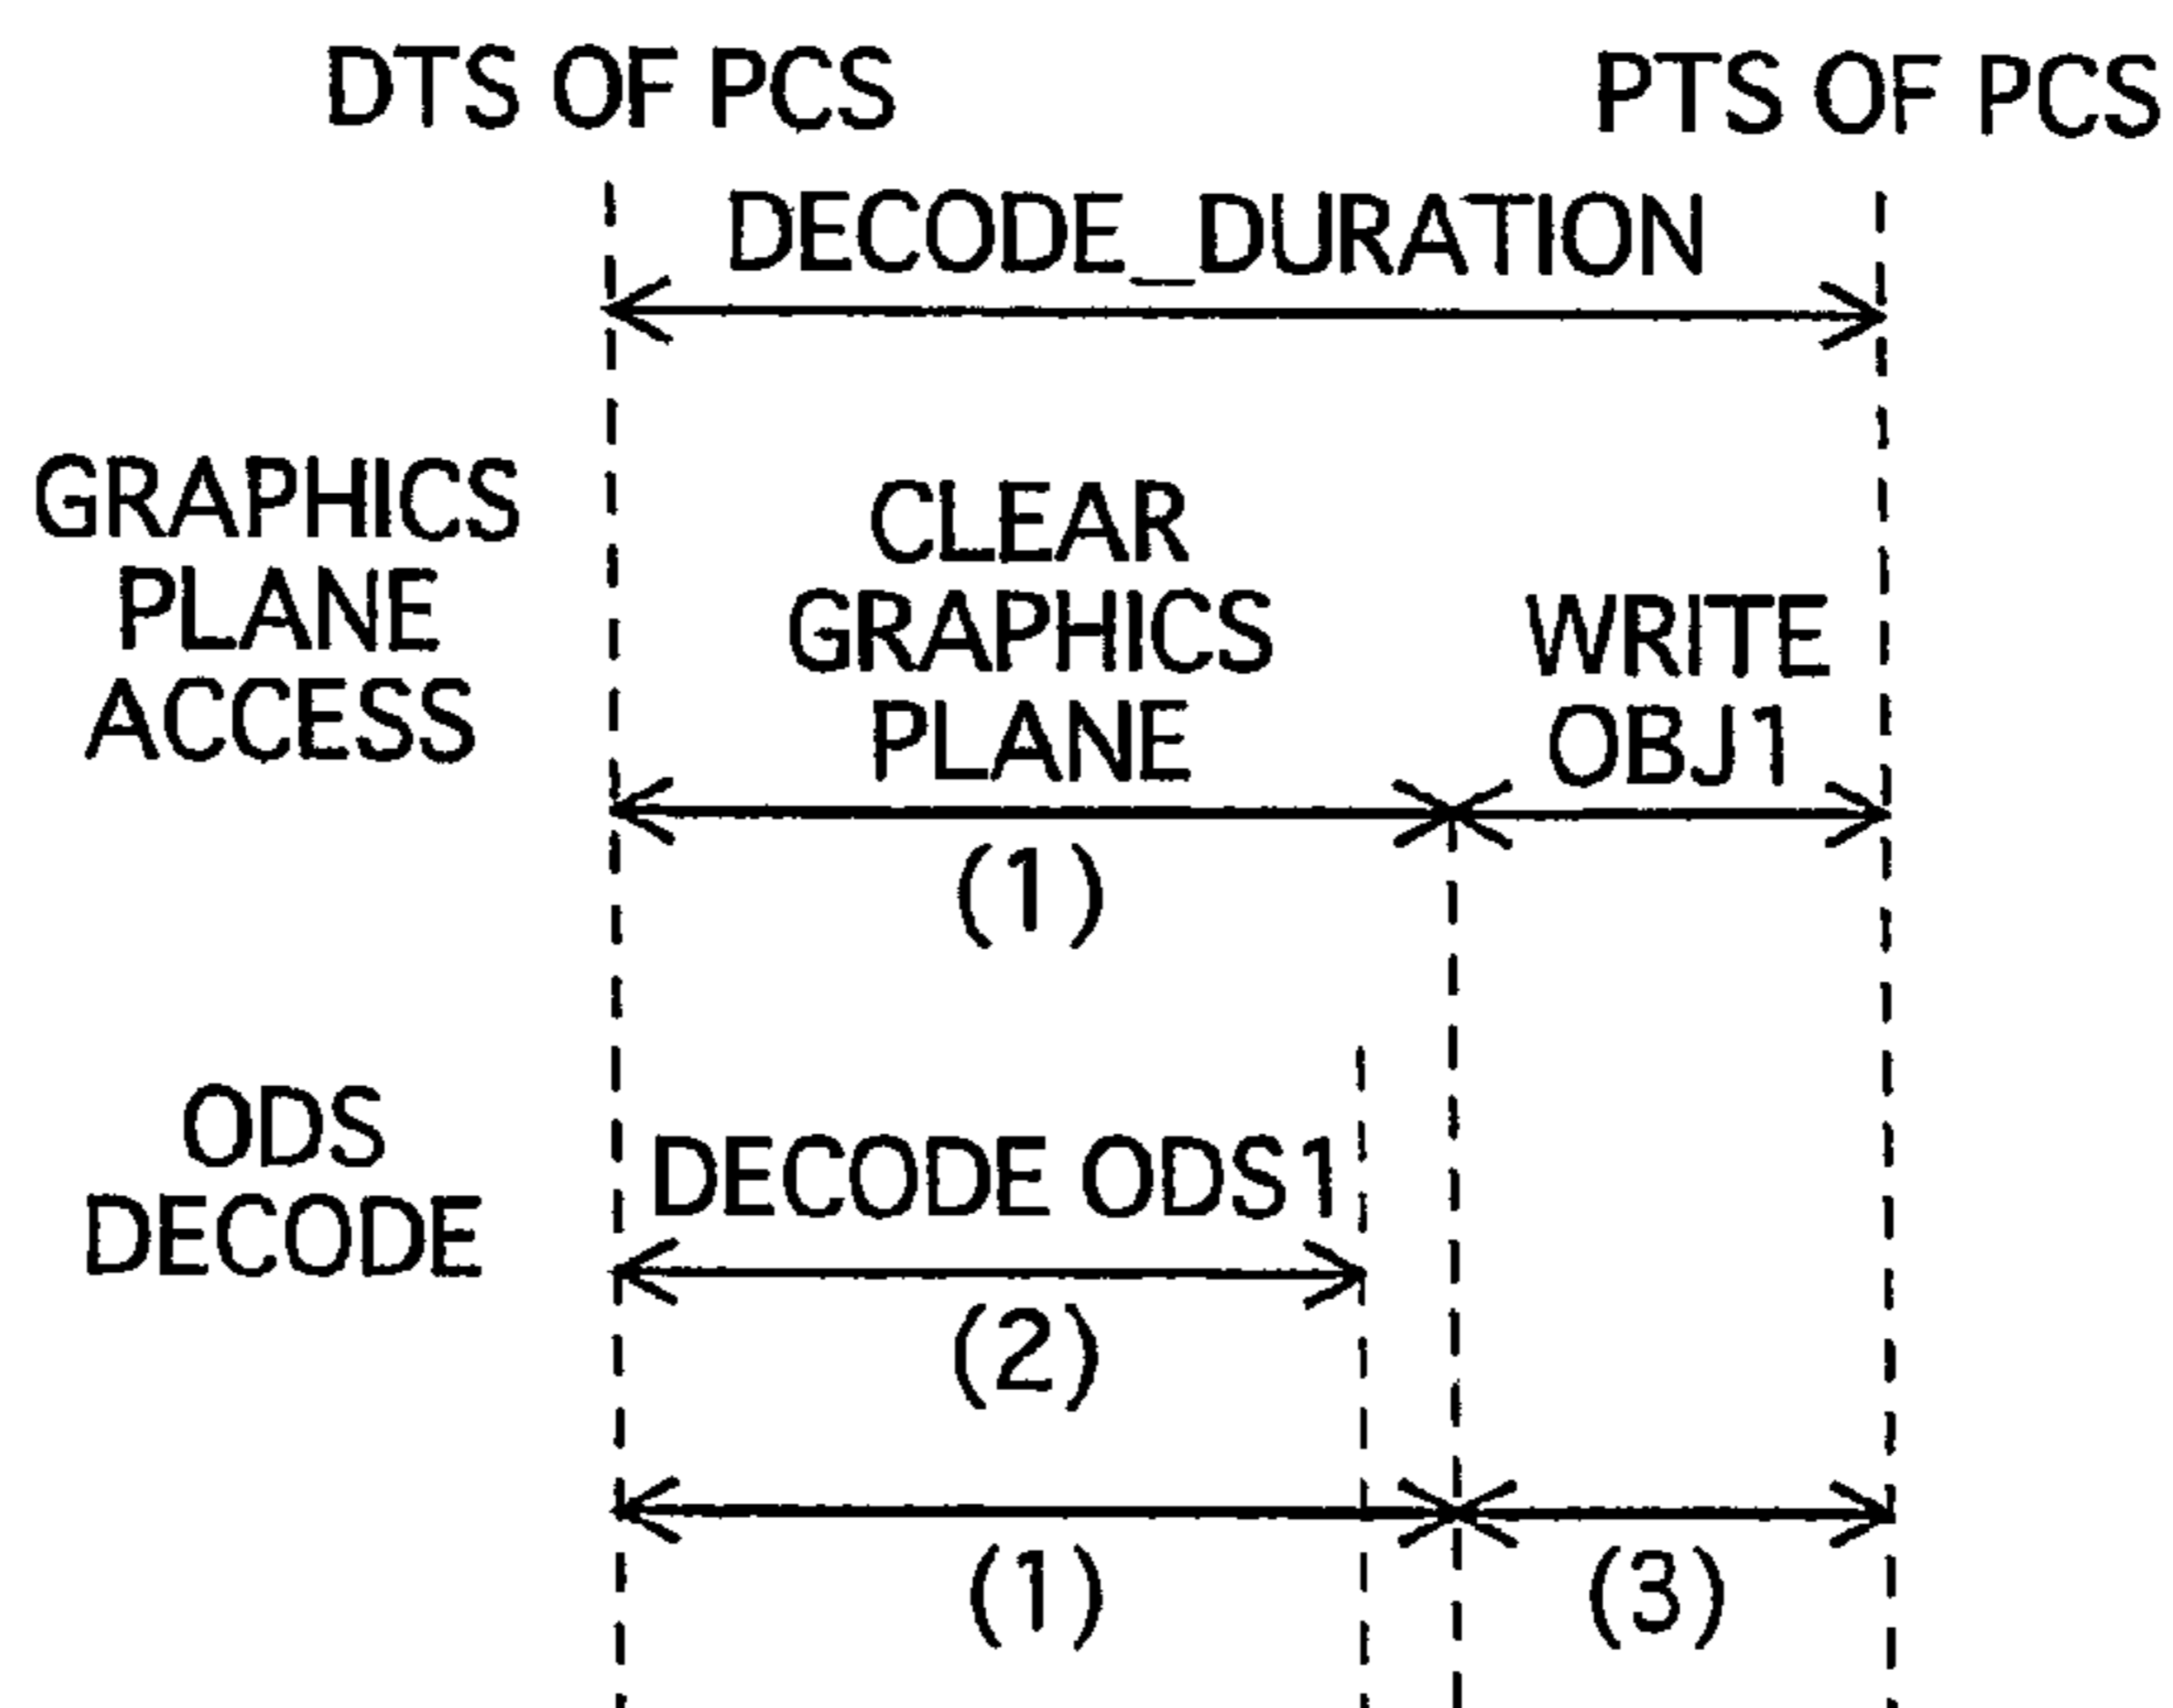 DTS OF PCS
PTS OF PCS
DECODE_DURATION
GRAPHICS
PLANE
ACCESS
CLEAR
GRAPHICS
PLANE
WRITE
OBJ1
(1)
ODS
DECODE
DECODE ODS1
(2)
(1)
(3)